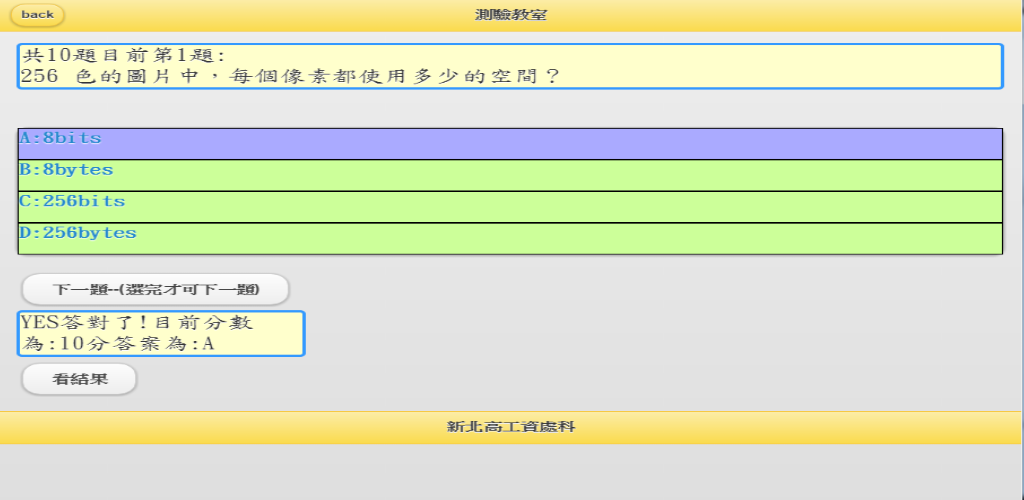 back
測驗教室
共10題目前第1題:
256 色的圖片中，每個像素都使用多少的空間？
A:8bits
B:8bytes
C:256bits
D:256bytes
下一題--(選完才可下一題)
YES答對了!目前分數
為:10分答案為:A
看結果
新北高工資處科